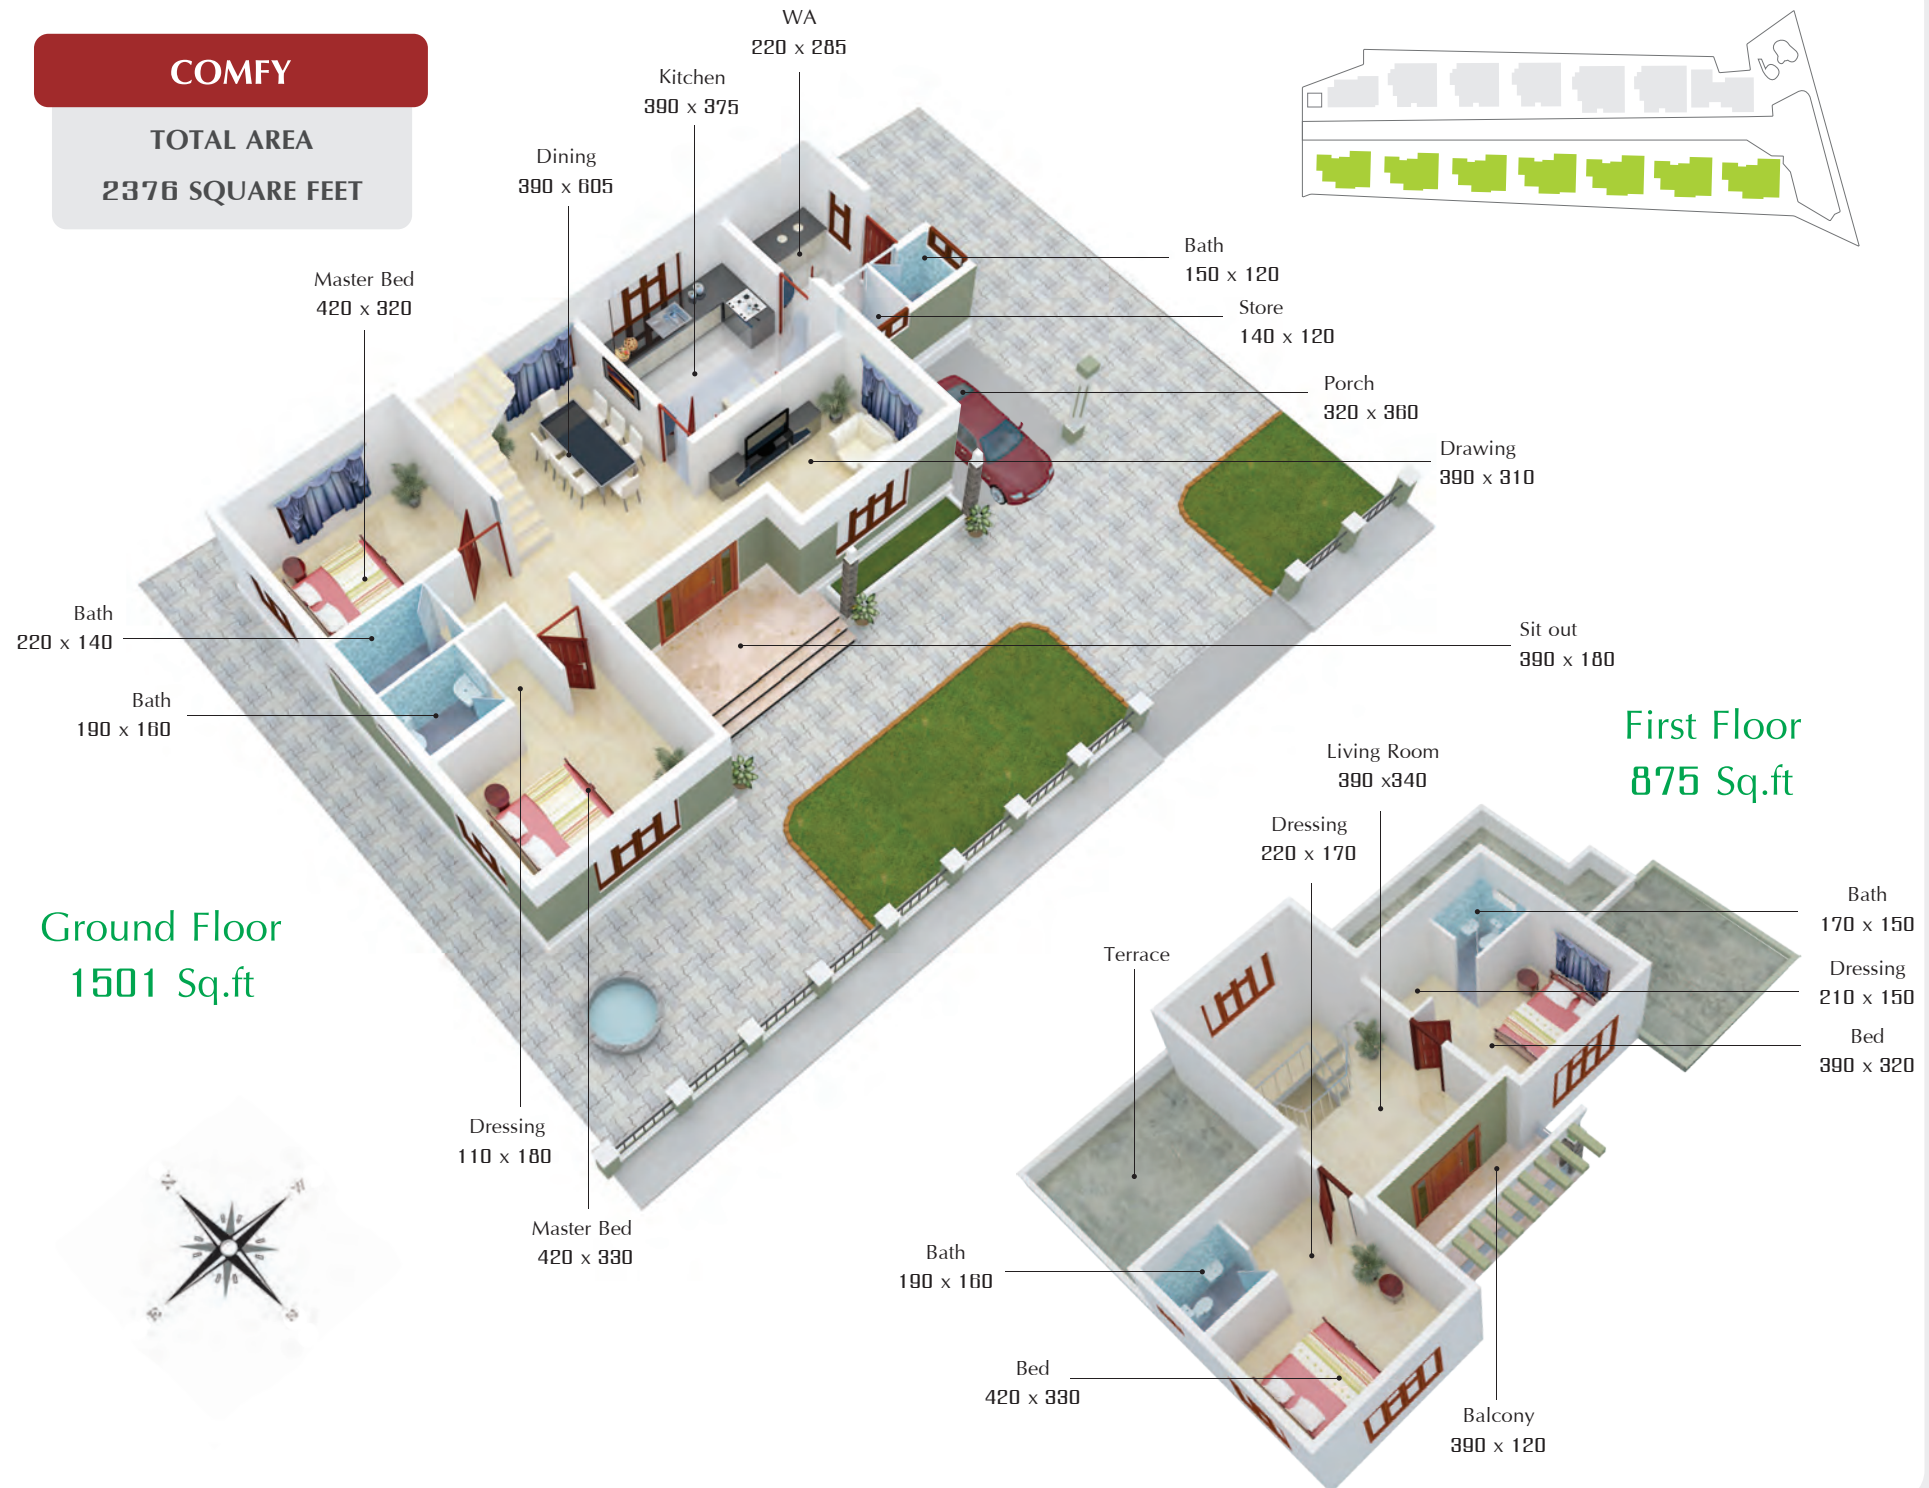 COMFY
TOTAL AREA
2376 SQUARE FEET
WA
220 x 285
Kitchen
390 x 375
Dining
390 x 605
Master Bed
420 x 320
Bath
150 x 120
Store
140 x 120
Porch
320 x 360
Drawing
390 x 310
Bath
220 x 140
Sit out
390 x 180
Bath
190 x 160
Ground Floor
1501 Sq.ft
Dressing
110 x 180
Master Bed
420 x 330
First Floor
875 Sq.ft
Living Room
390 x340
Dressing
220 x 170
Terrace
Bath
170 x 150
Dressing
210 x 150
Bed
390 x 320
Bath
190 x 160
Bed
420 x 330
Balcony
390 x 120